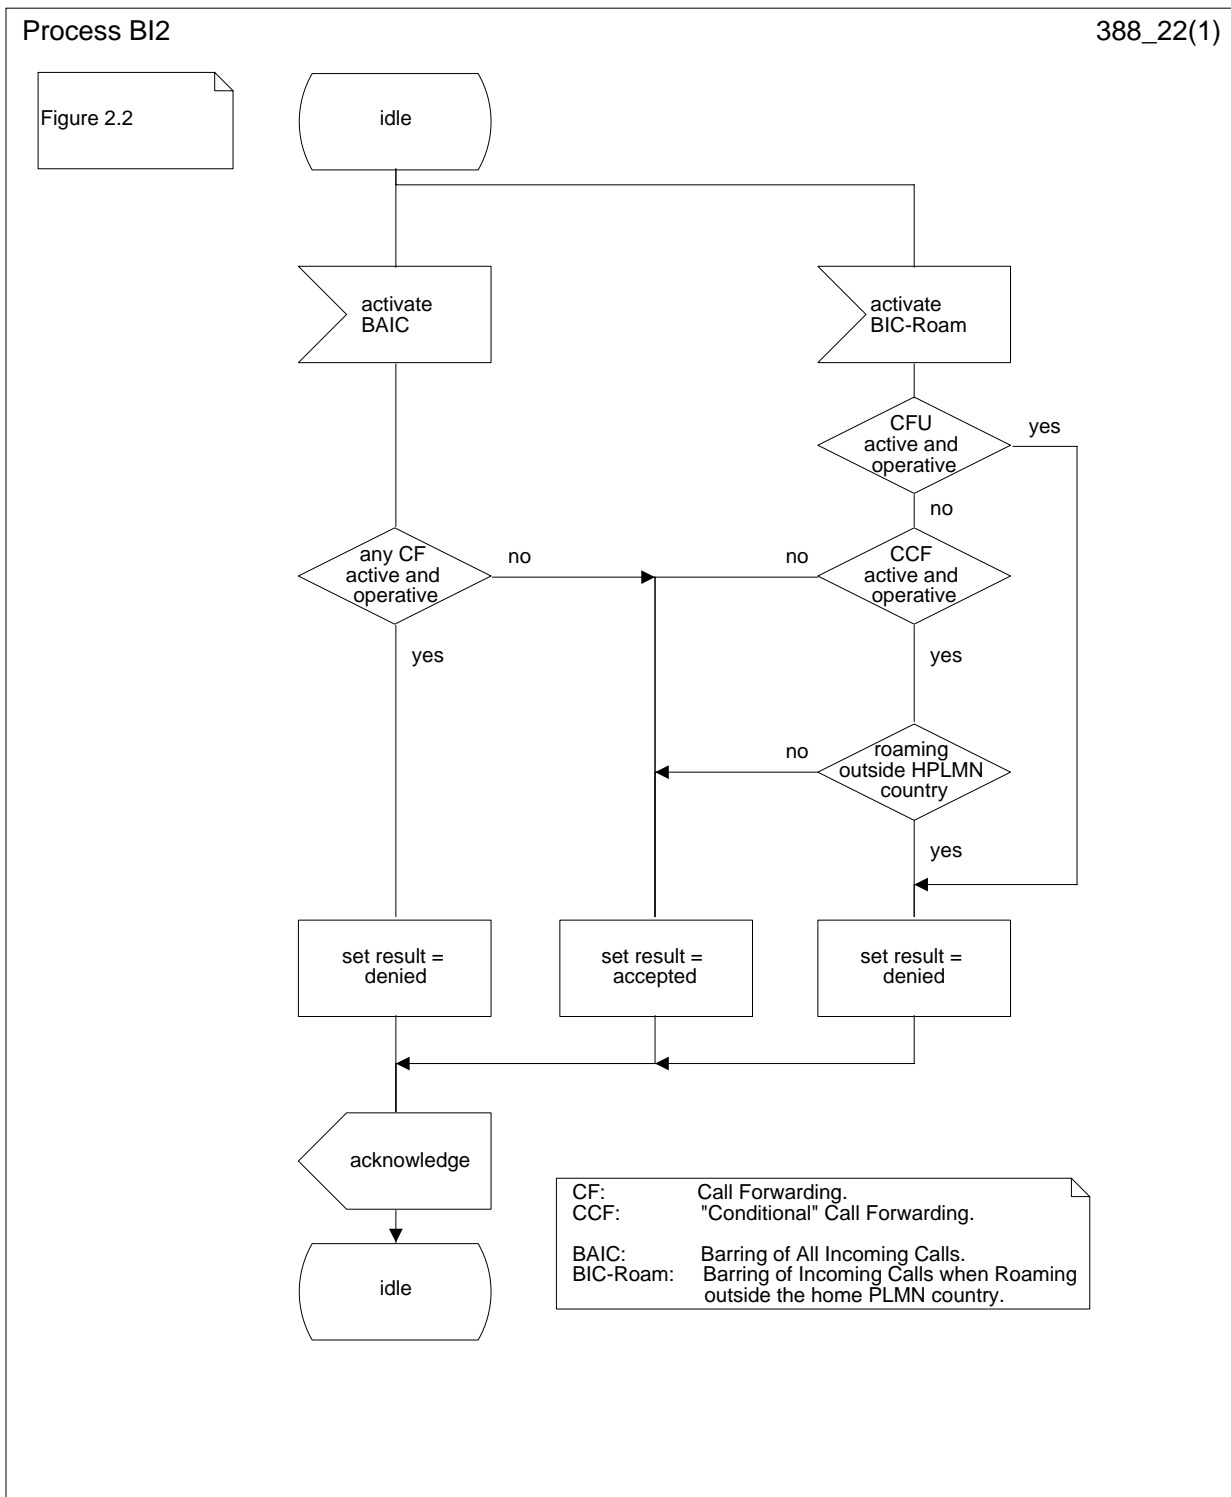 Process BI2
388_22(1)
Figure 2.2
idle
activate
BAIC
activate
BIC-Roam
CFU
active and
operative
yes
no
any CF
active and
operative
no
no
CCF
active and
operative
yes
yes
no
roaming
outside HPLMN
country
yes
set result =
denied
set result =
accepted
set result =
denied
acknowledge
CF: Call Forwarding.
CCF: "Conditional" Call Forwarding.
BAIC: Barring of All Incoming Calls.
BIC-Roam: Barring of Incoming Calls when Roaming
outside the home PLMN country.
idle